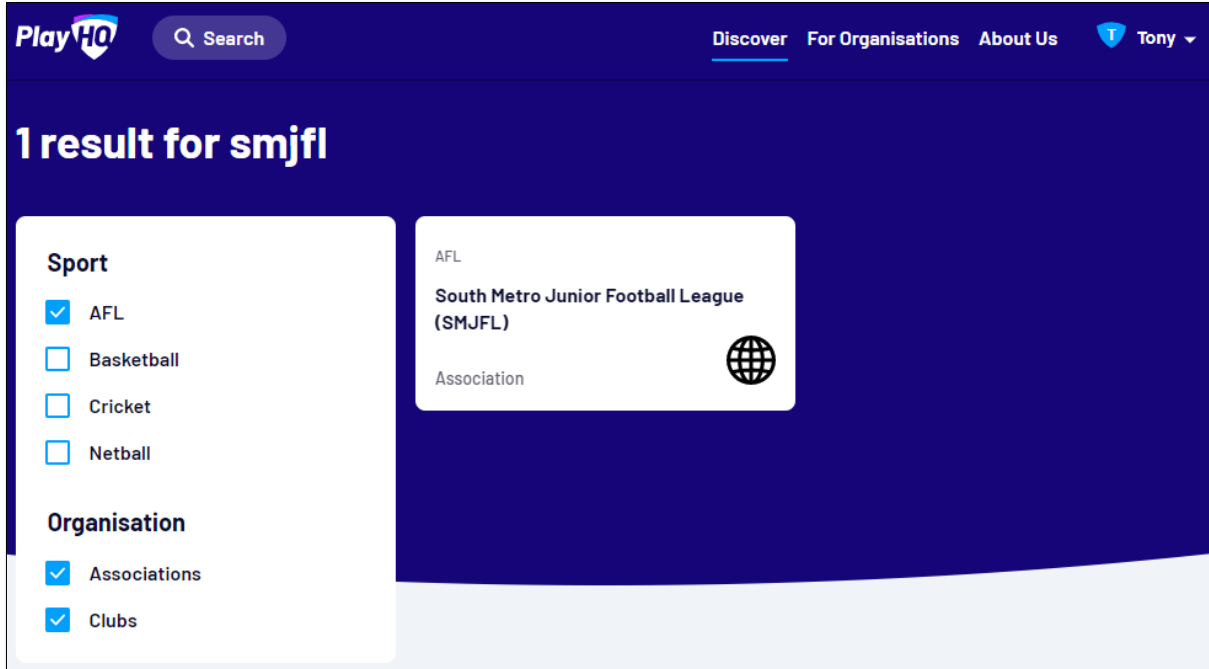 PlayHQ
Search
Discover
For Organisations
About Us
T
Tony
1 result for smjfl
Sport
AFL
Basketball
Cricket
Netball
Organisation
Associations
Clubs
AFL
South Metro Junior Football League
(SMJFL)
Association